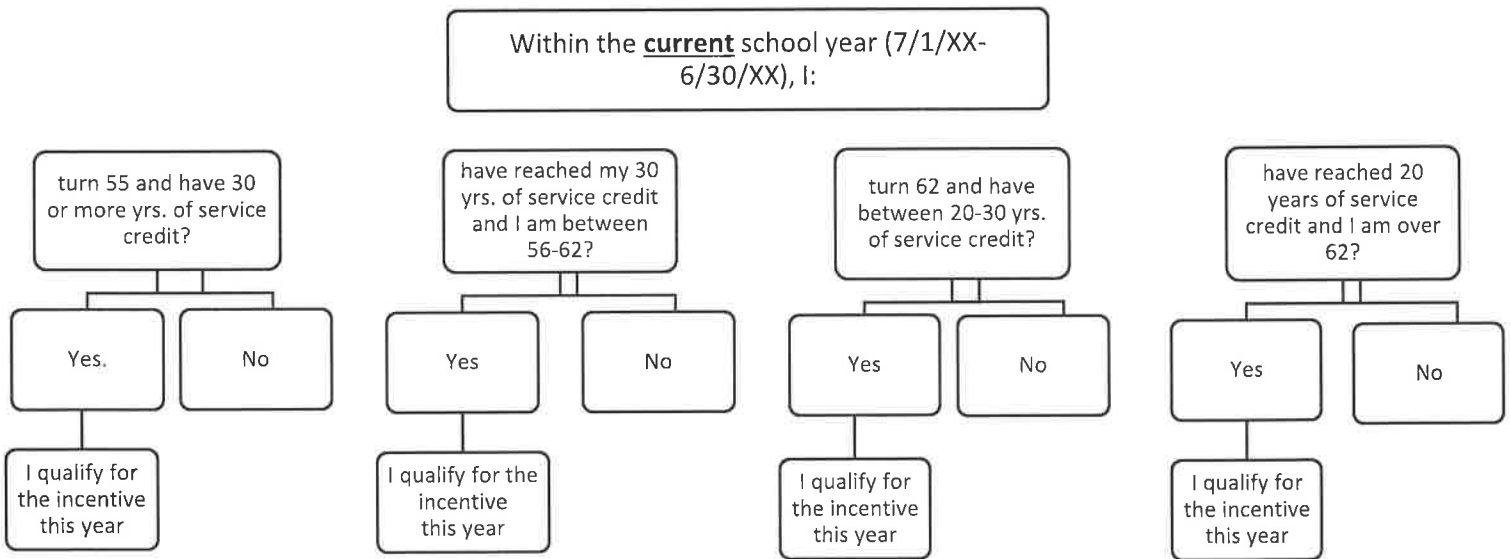 Within the current school year (7/1/XX-
6/30/XX), I:
turn 55 and have 30
or more yrs. of service
credit?
have reached my 30
yrs. of service credit
and I am between
56-62?
turn 62 and have
between 20-30 yrs.
of service credit?
have reached 20
years of service
credit and I am over
62?
Yes.
No
Yes
No
Yes
No
Yes
No
I qualify for
the incentive
this year
I qualify for the
incentive
this year
I qualify for
the incentive
this year
I qualify for
the incentive
this year